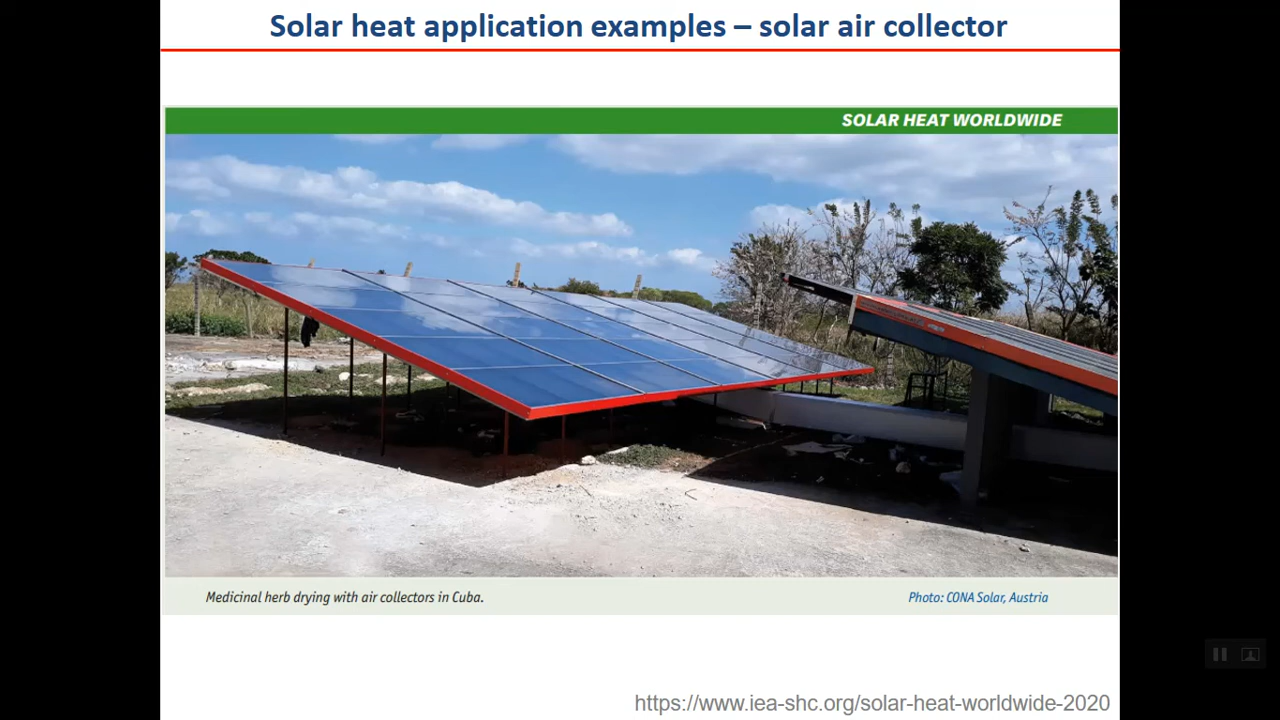 Solar heat application examples – solar air collector
SOLAR HEAT WORLDWIDE
Medicinal herb drying with air collectors in Cuba.
Photo: CONA Solar, Austria
https://www.iea-shc.org/solar-heat-worldwide-2020